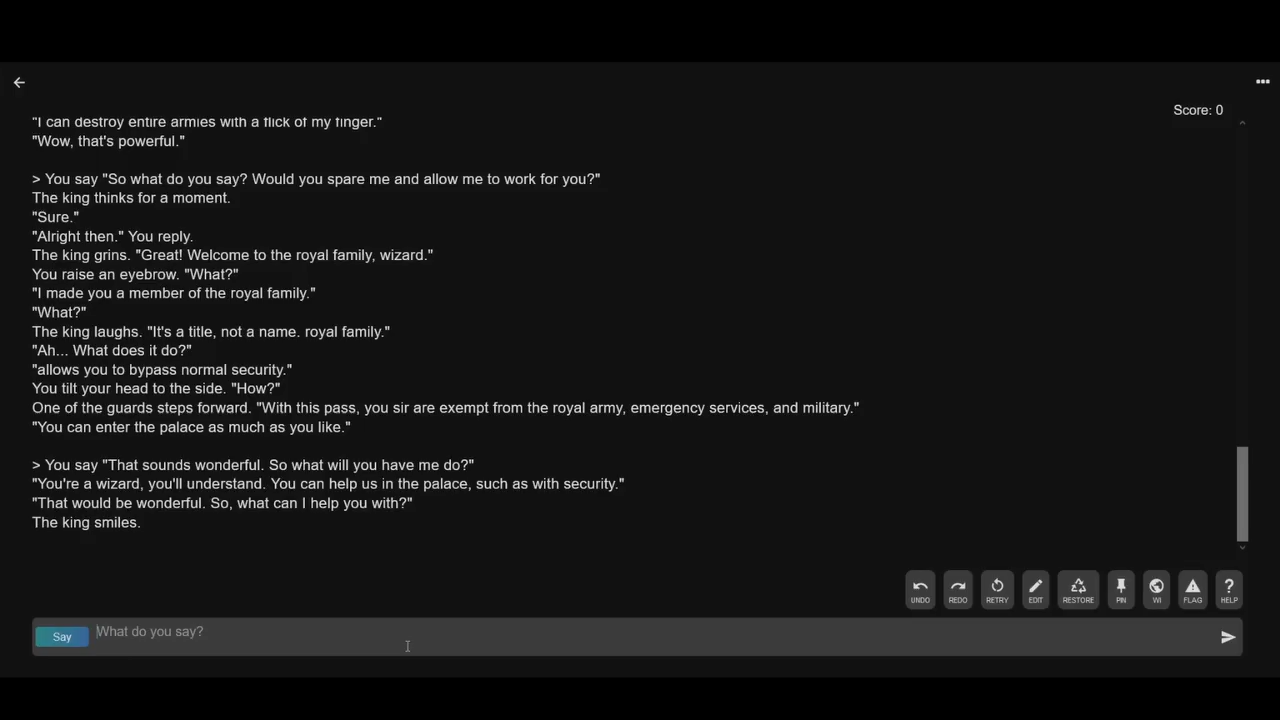 Score: 0
"I can destroy entire armies with a flick of my finger."
"Wow, that's powerful."
> You say "So what do you say? Would you spare me and allow me to work for you?"
The king thinks for a moment.
"Sure."
"Alright then." You reply.
The king grins. "Great! Welcome to the royal family, wizard."
You raise an eyebrow. "What?"
"I made you a member of the royal family."
"What?"
The king laughs. "It's a title, not a name. royal family."
"Ah... What does it do?"
"allows you to bypass normal security."
You tilt your head to the side. "How?"
One of the guards steps forward. "With this pass, you sir are exempt from the royal army, emergency services, and military."
"You can enter the palace as much as you like."
> You say "That sounds wonderful. So what will you have me do?"
"You're a wizard, you'll understand. You can help us in the palace, such as with security."
"That would be wonderful. So, what can I help you with?"
The king smiles.
UNDO REDO RETRY EDIT RESTORE PIN WI FLAG HELP
Say What do you say?